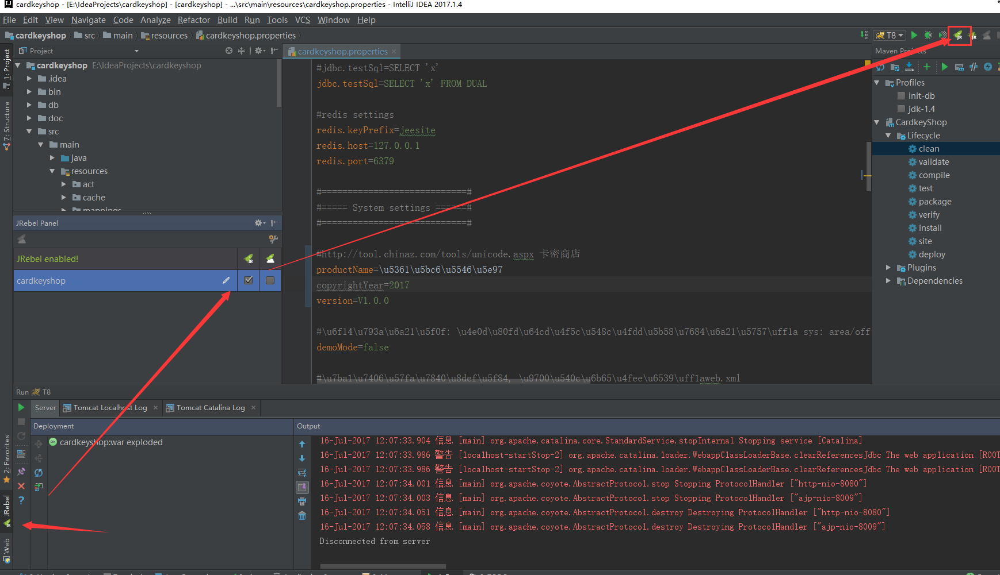 cardkeyshop - [E:\IdeaProjects\cardkeyshop] - [cardkeyshop] - ...\src\main\resources\cardkeyshop.properties - IntelliJ IDEA 2017.1.4
File Edit View Navigate Code Analyze Refactor Build Run Tools VCS Window Help
cardkeyshop src main resources cardkeyshop.properties
T8
1: Project
7: Structure
2: Favorites
JRebel
Web
Project
cardkeyshop E:\IdeaProjects\cardkeyshop
.idea
bin
db
doc
src
main
java
resources
act
cache
mappings
JRebel Panel
JRebel enabled!
cardkeyshop
cardkeyshop.properties
#jdbc.testSql=SELECT 'x'
jdbc.testSql=SELECT 'x' FROM DUAL
#redis settings
redis.keyPrefix=jeesite
redis.host=127.0.0.1
redis.port=6379
#============================#
#===== System settings ======#
#============================#
#http://tool.chinaz.com/tools/unicode.aspx 卡密商店
productName=\u5361\u5bc6\u5546\u5e97
copyrightYear=2017
version=V1.0.0
#\u6f14\u793a\u6a21\u5f0f: \u4e0d\u80fd\u64cd\u4f5c\u548c\u4fdd\u5b58\u7684\u6a21\u5757\uff1a sys: area/off
demoMode=false
#\u7ba1\u7406\u57fa\u7840\u8def\u5f84, \u9700\u540c\u6b65\u4fee\u6539\uff1aweb.xml
Maven Projects
Profiles
init-db
jdk-1.4
CardkeyShop
Lifecycle
clean
validate
compile
test
package
verify
install
site
deploy
Plugins
Dependencies
Run T8
Server Tomcat Localhost Log Tomcat Catalina Log
Deployment
cardkeyshop:war exploded
Output
16-Jul-2017 12:07:33.904 信息 [main] org.apache.catalina.core.StandardService.stopInternal Stopping service [Catalina]
16-Jul-2017 12:07:33.986 警告 [localhost-startStop-2] org.apache.catalina.loader.WebappClassLoaderBase.clearReferencesJdbc The web application [ROOT
16-Jul-2017 12:07:33.986 警告 [localhost-startStop-2] org.apache.catalina.loader.WebappClassLoaderBase.clearReferencesJdbc The web application [ROOT
16-Jul-2017 12:07:34.001 信息 [main] org.apache.coyote.AbstractProtocol.stop Stopping ProtocolHandler ["http-nio-8080"]
16-Jul-2017 12:07:34.003 信息 [main] org.apache.coyote.AbstractProtocol.stop Stopping ProtocolHandler ["ajp-nio-8009"]
16-Jul-2017 12:07:34.051 信息 [main] org.apache.coyote.AbstractProtocol.destroy Destroying ProtocolHandler ["http-nio-8080"]
16-Jul-2017 12:07:34.058 信息 [main] org.apache.coyote.AbstractProtocol.destroy Destroying ProtocolHandler ["ajp-nio-8009"]
Disconnected from server